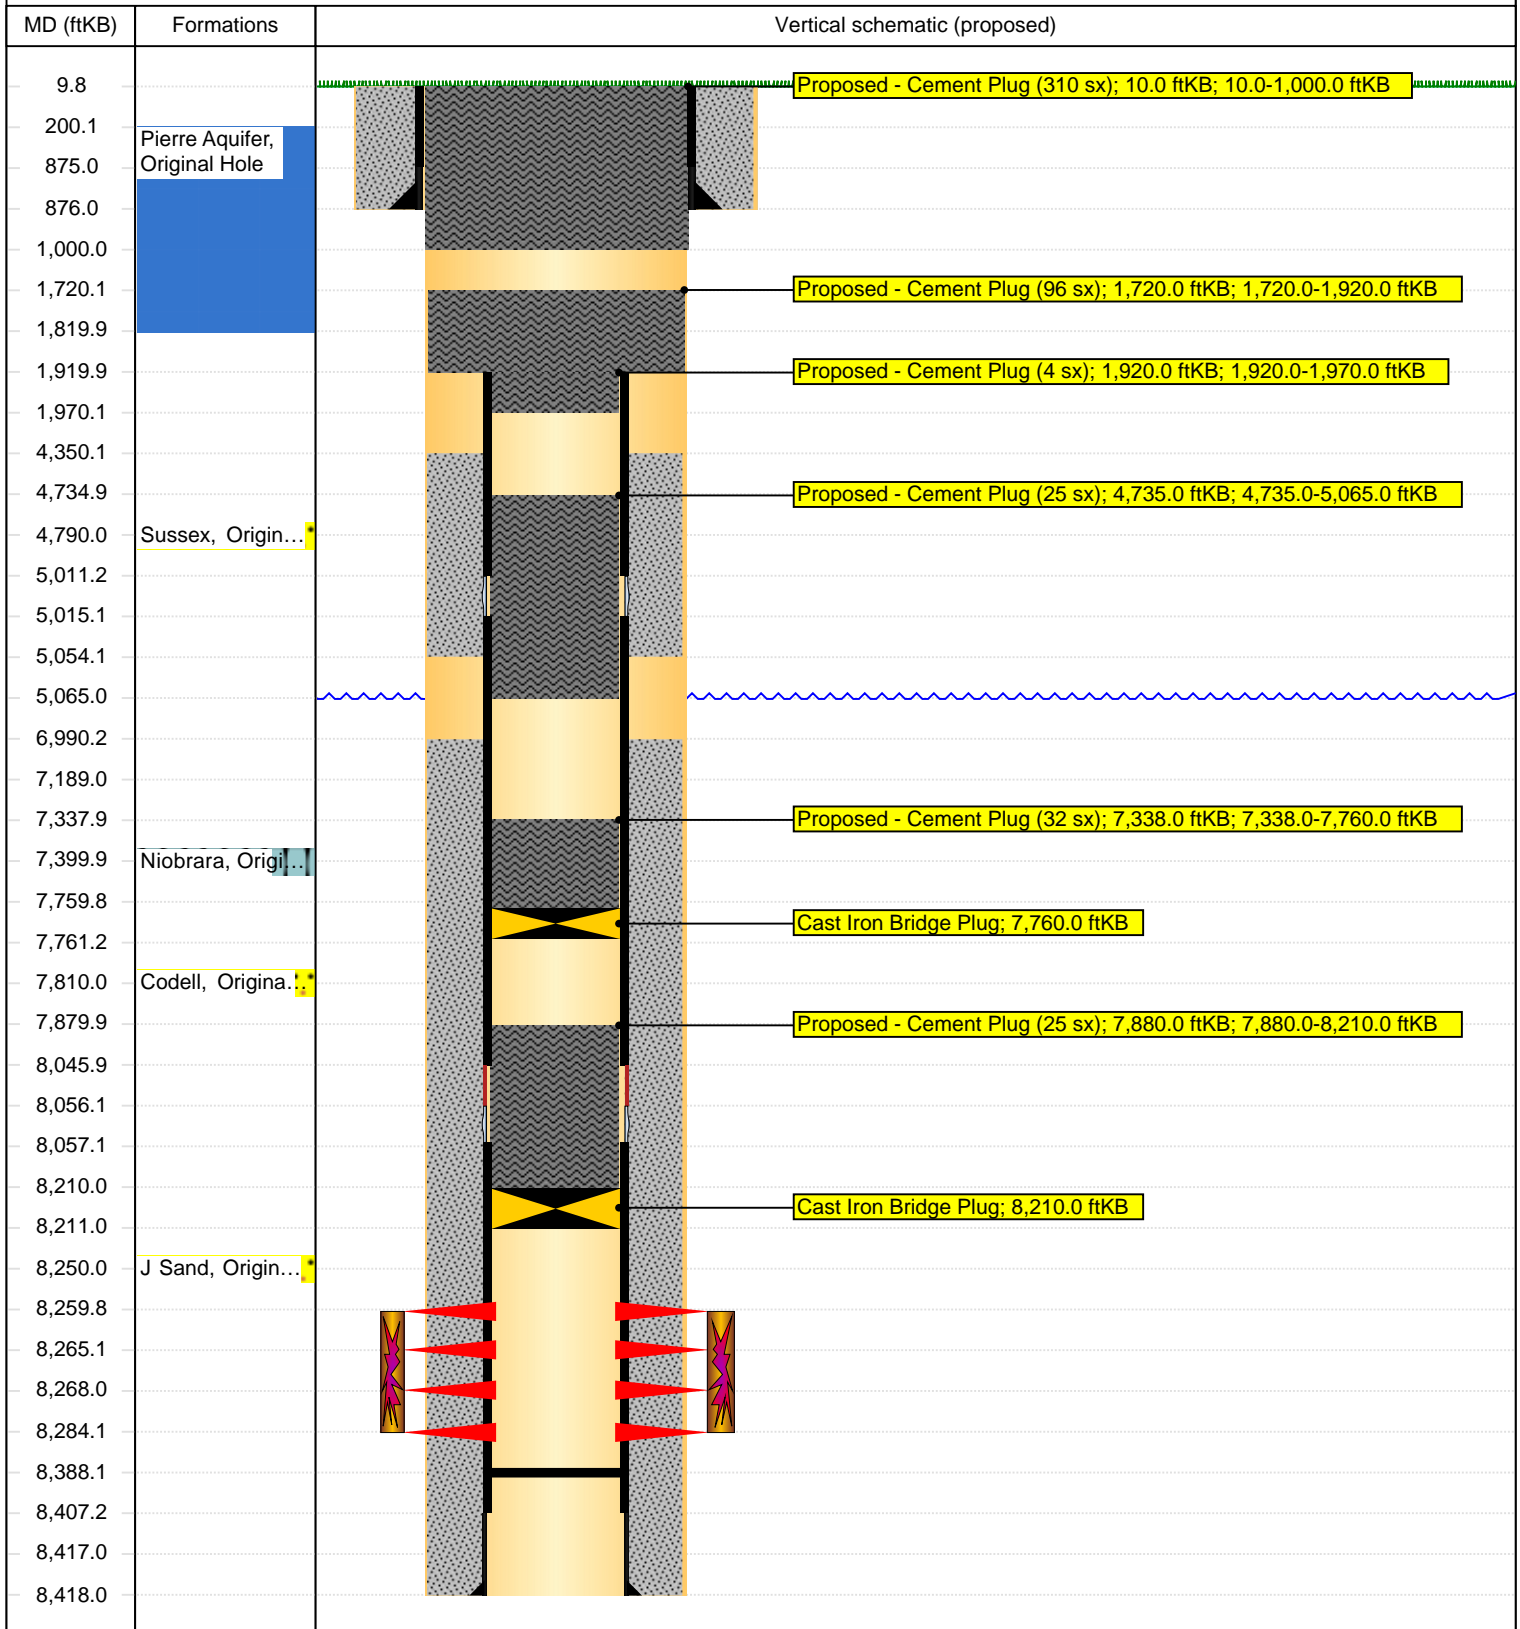 MD (ftKB) Formations Vertical schematic (proposed)
9.8 Proposed - Cement Plug (310 sx); 10.0 ftKB; 10.0-1,000.0 ftKB
200.1
Pierre Aquifer,
Original Hole
875.0
876.0
1,000.0
1,720.1 Proposed - Cement Plug (96 sx); 1,720.0 ftKB; 1,720.0-1,920.0 ftKB
1,819.9
1,919.9 Proposed - Cement Plug (4 sx); 1,920.0 ftKB; 1,920.0-1,970.0 ftKB
1,970.1
4,350.1
4,734.9 Proposed - Cement Plug (25 sx); 4,735.0 ftKB; 4,735.0-5,065.0 ftKB
4,790.0 Sussex, Origin...
5,011.2
5,015.1
5,054.1
5,065.0
6,990.2
7,189.0
7,337.9 Proposed - Cement Plug (32 sx); 7,338.0 ftKB; 7,338.0-7,760.0 ftKB
7,399.9 Niobrara, Origi...
7,759.8
Cast Iron Bridge Plug; 7,760.0 ftKB
7,761.2
7,810.0 Codell, Origina...
7,879.9 Proposed - Cement Plug (25 sx); 7,880.0 ftKB; 7,880.0-8,210.0 ftKB
8,045.9
8,056.1
8,057.1
8,210.0
Cast Iron Bridge Plug; 8,210.0 ftKB
8,211.0
8,250.0 J Sand, Origin...
8,259.8
8,265.1
8,268.0
8,284.1
8,388.1
8,407.2
8,417.0
8,418.0